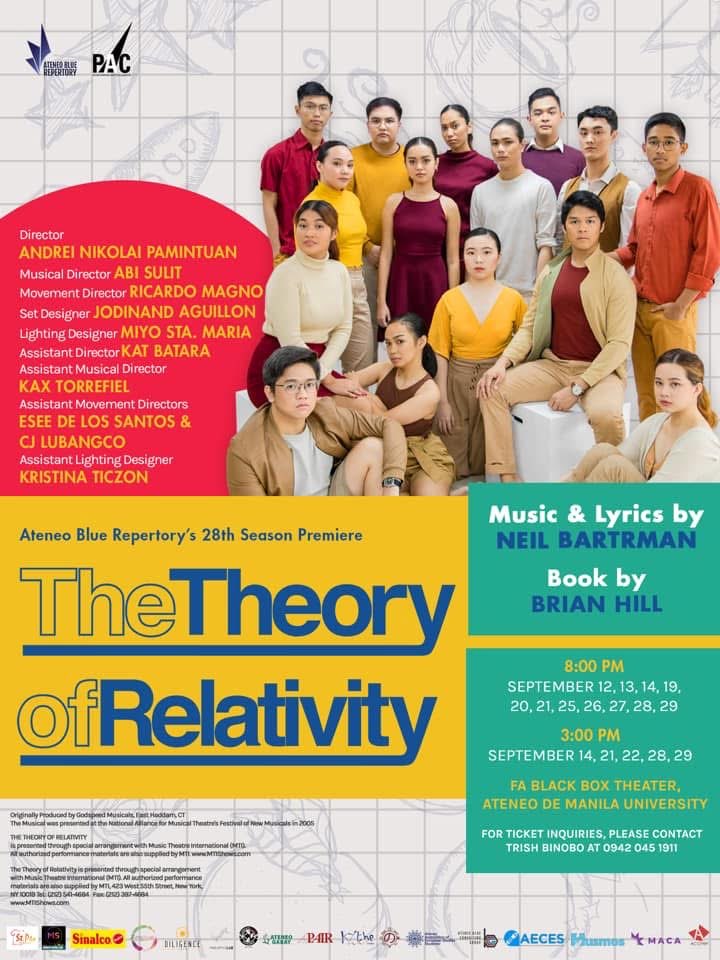 ATENEO BLUE
REPERTORY
PAC
Director
ANDREI NIKOLAI PAMINTUAN
Musical Director ABI SULIT
Movement Director RICARDO MAGNO
Set Designer JODINAND AGUILLON
Lighting Designer MIYO STA. MARIA
Assistant Director KAT BATARA
Assistant Musical Director
KAX TORREFIEL
Assistant Movement Directors
ESEE DE LOS SANTOS &
CJ LUBANGCO
Assistant Lighting Designer
KRISTINA TICZON
Ateneo Blue Repertory's 28th Season Premiere
The Theory
of Relativity
Music & Lyrics by
NEIL BARTRMAN
Book by
BRIAN HILL
8:00 PM
SEPTEMBER 12, 13, 14, 19,
20, 21, 25, 26, 27, 28, 29
3:00 PM
SEPTEMBER 14, 21, 22, 28, 29
FA BLACK BOX THEATER,
ATENEO DE MANILA UNIVERSITY
FOR TICKET INQUIRIES, PLEASE CONTACT
TRISH BINOBO AT 0942 045 1911
Originally Produced by Godspeed Musicals, East Haddam, CT
The Musical was presented at the National Alliance for Musical Theatre's Festival of New Musicals in 2005
THE THEORY OF RELATIVITY
is presented through special arrangement with Music Theatre International (MTI).
All authorized performance materials are also supplied by MTI. www.MTIShows.com
The Theory of Relativity is presented through special arrangement
with Music Theatre International (MTI). All authorized performance
materials are also supplied by MTI, 423 West 55th Street, New York,
NY 10019 Tel: (212) 541-4684 Fax: (212) 397-4684
www.MTIShows.com
MS
Sinalco
DILIGENCE
ATENEO
GABAY
PAIR
the
AECES
Musmos
MACA